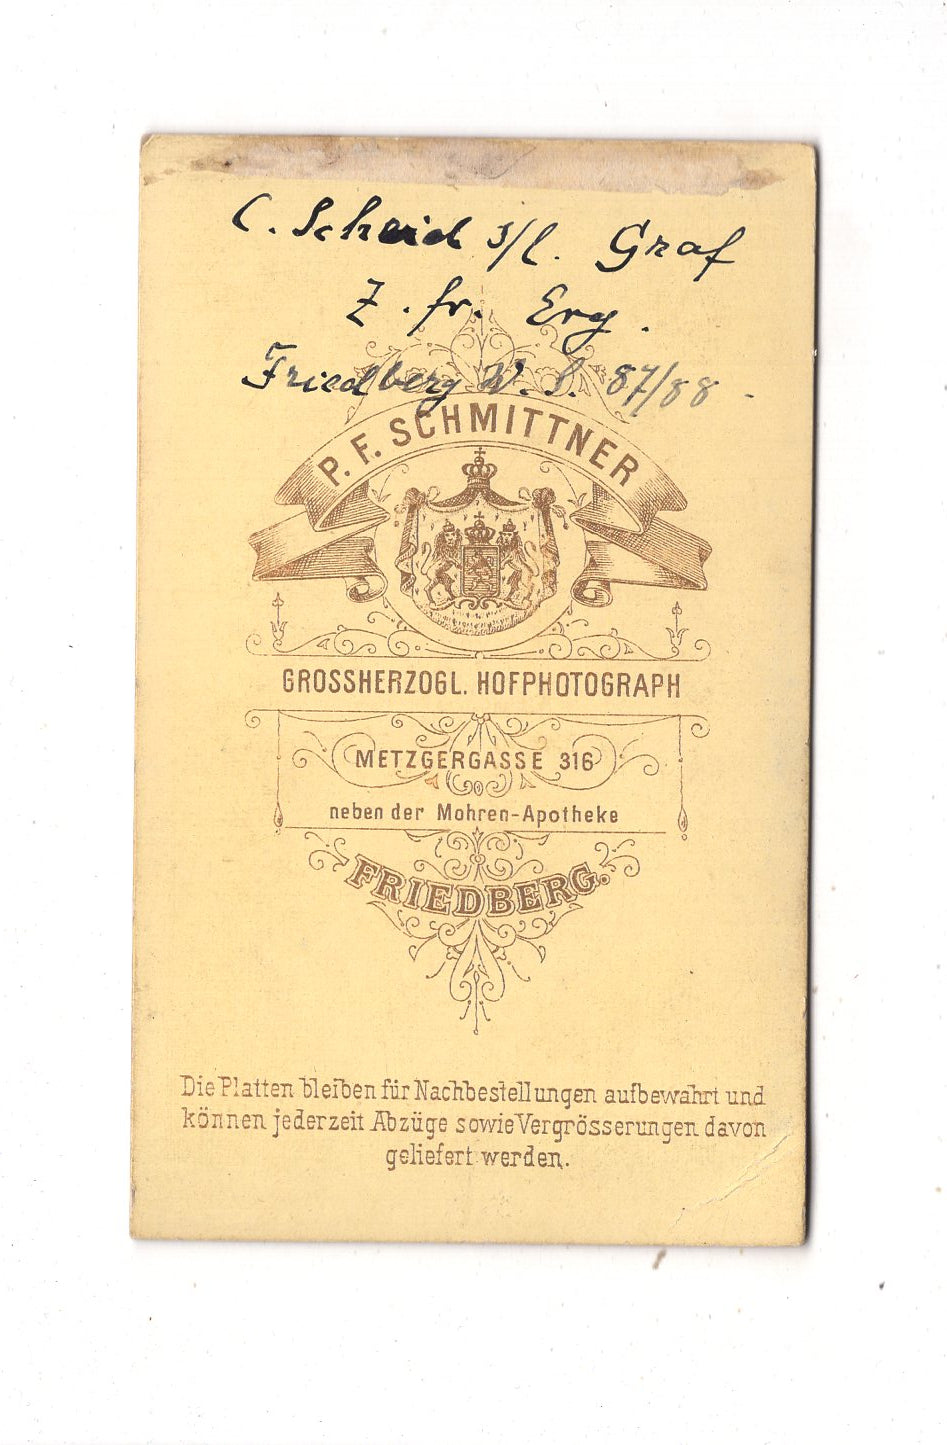 C. Scheid s/l. Graf
Z. fr. Erg.
Friedberg W. S. 87/88.
P. F. SCHMITTNER
GROSSHERZOGL. HOFPHOTOGRAPH
METZGERGASSE 316
neben der Mohren-Apotheke
FRIEDBERG.
Die Platten bleiben für Nachbestellungen aufbewahrt und
können jederzeit Abzüge sowie Vergrösserungen davon
geliefert werden.